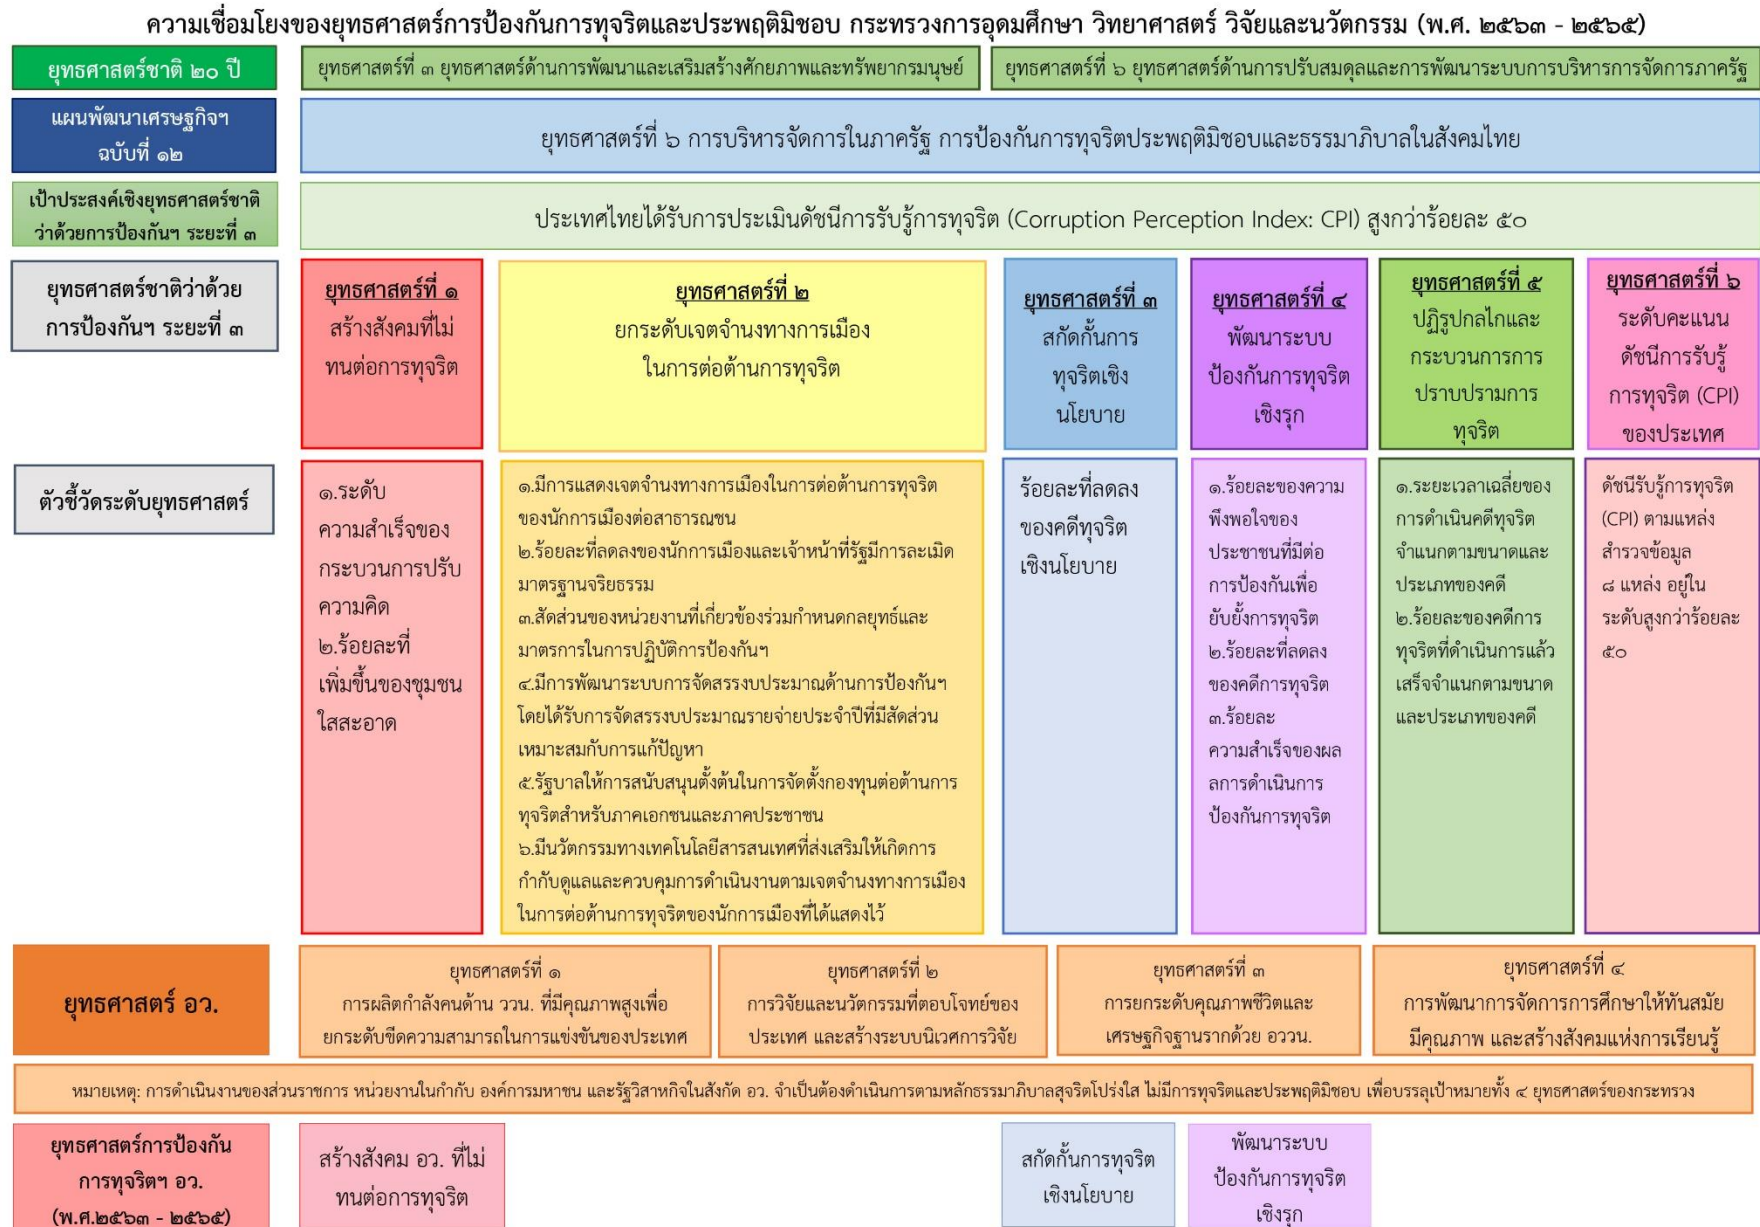 ความเชื่อมโยงของยุทธศาสตร์การป้องกันการทุจริตและประพฤติมิชอบ กระทรวงการอุดมศึกษา วิทยาศาสตร์ วิจัยและนวัตกรรม (พ.ศ. ๒๕๖๓ - ๒๕๖๕)
ยุทธศาสตร์ชาติ ๒๐ ปี
ยุทธศาสตร์ที่ ๓ ยุทธศาสตร์ด้านการพัฒนาและเสริมสร้างศักยภาพและทรัพยากรมนุษย์
ยุทธศาสตร์ที่ ๖ ยุทธศาสตร์ด้านการปรับสมดุลและการพัฒนาระบบการบริหารการจัดการภาครัฐ
แผนพัฒนาเศรษฐกิจฯ
ฉบับที่ ๑๒
ยุทธศาสตร์ที่ ๖ การบริหารจัดการในภาครัฐ การป้องกันการทุจริตประพฤติมิชอบและธรรมาภิบาลในสังคมไทย
เป้าประสงค์เชิงยุทธศาสตร์ชาติ
ว่าด้วยการป้องกันฯ ระยะที่ ๓
ประเทศไทยได้รับการประเมินดัชนีการรับรู้การทุจริต (Corruption Perception Index: CPI) สูงกว่าร้อยละ ๕๐
ยุทธศาสตร์ชาติว่าด้วย
การป้องกันฯ ระยะที่ ๓
ยุทธศาสตร์ที่ ๑
สร้างสังคมที่ไม่
ทนต่อการทุจริต
ยุทธศาสตร์ที่ ๒
ยกระดับเจตจำนงทางการเมือง
ในการต่อต้านการทุจริต
ยุทธศาสตร์ที่ ๓
สกัดกั้นการ
ทุจริตเชิง
นโยบาย
ยุทธศาสตร์ที่ ๔
พัฒนาระบบ
ป้องกันการทุจริต
เชิงรุก
ยุทธศาสตร์ที่ ๕
ปฏิรูปกลไกและ
กระบวนการการ
ปราบปรามการ
ทุจริต
ยุทธศาสตร์ที่ ๖
ระดับคะแนน
ดัชนีการรับรู้
การทุจริต (CPI)
ของประเทศ
ตัวชี้วัดระดับยุทธศาสตร์
๑.ระดับ
ความสำเร็จของ
กระบวนการปรับ
ความคิด
๒.ร้อยละที่
เพิ่มขึ้นของชุมชน
ใสสะอาด
๑.มีการแสดงเจตจำนงทางการเมืองในการต่อต้านการทุจริต
ของนักการเมืองต่อสาธารณชน
๒.ร้อยละที่ลดลงของนักการเมืองและเจ้าหน้าที่รัฐมีการละเมิด
มาตรฐานจริยธรรม
๓.สัดส่วนของหน่วยงานที่เกี่ยวข้องร่วมกำหนดกลยุทธ์และ
มาตรการในการปฏิบัติการป้องกันฯ
๔.มีการพัฒนาระบบการจัดสรรงบประมาณด้านการป้องกันฯ
โดยได้รับการจัดสรรงบประมาณรายจ่ายประจำปีที่มีสัดส่วน
เหมาะสมกับการแก้ปัญหา
๕.รัฐบาลให้การสนับสนุนตั้งต้นในการจัดตั้งกองทุนต่อต้านการ
ทุจริตสำหรับภาคเอกชนและภาคประชาชน
๖.มีนวัตกรรมทางเทคโนโลยีสารสนเทศที่ส่งเสริมให้เกิดการ
กำกับดูแลและควบคุมการดำเนินงานตามเจตจำนงทางการเมือง
ในการต่อต้านการทุจริตของนักการเมืองที่ได้แสดงไว้
ร้อยละที่ลดลง
ของคดีทุจริต
เชิงนโยบาย
๑.ร้อยละของความ
พึงพอใจของ
ประชาชนที่มีต่อ
การป้องกันเพื่อ
ยับยั้งการทุจริต
๒.ร้อยละที่ลดลง
ของคดีการทุจริต
๓.ร้อยละ
ความสำเร็จของผ
ลการดำเนินการ
ป้องกันการทุจริต
๑.ระยะเวลาเฉลี่ยของ
การดำเนินคดีทุจริต
จำแนกตามขนาดและ
ประเภทของคดี
๒.ร้อยละของคดีการ
ทุจริตที่ดำเนินการแล้ว
เสร็จจำแนกตามขนาด
และประเภทของคดี
ดัชนีรับรู้การทุจริต
(CPI) ตามแหล่ง
สำรวจข้อมูล
๘ แหล่ง อยู่ใน
ระดับสูงกว่าร้อยละ
๕๐
ยุทธศาสตร์ อว.
ยุทธศาสตร์ที่ ๑
การผลิตกำลังคนด้าน ววน. ที่มีคุณภาพสูงเพื่อ
ยกระดับขีดความสามารถในการแข่งขันของประเทศ
ยุทธศาสตร์ที่ ๒
การวิจัยและนวัตกรรมที่ตอบโจทย์ของ
ประเทศ และสร้างระบบนิเวศการวิจัย
ยุทธศาสตร์ที่ ๓
การยกระดับคุณภาพชีวิตและ
เศรษฐกิจฐานรากด้วย อววน.
ยุทธศาสตร์ที่ ๔
การพัฒนาการจัดการการศึกษาให้ทันสมัย
มีคุณภาพ และสร้างสังคมแห่งการเรียนรู้
หมายเหตุ: การดำเนินงานของส่วนราชการ หน่วยงานในกำกับ องค์การมหาชน และรัฐวิสาหกิจในสังกัด อว. จำเป็นต้องดำเนินการตามหลักธรรมาภิบาลสุจริตโปร่งใส ไม่มีการทุจริตและประพฤติมิชอบ เพื่อบรรลุเป้าหมายทั้ง ๔ ยุทธศาสตร์ของกระทรวง
ยุทธศาสตร์การป้องกัน
การทุจริตฯ อว.
(พ.ศ.๒๕๖๓ - ๒๕๖๕)
สร้างสังคม อว. ที่ไม่
ทนต่อการทุจริต
สกัดกั้นการทุจริต
เชิงนโยบาย
พัฒนาระบบ
ป้องกันการทุจริต
เชิงรุก